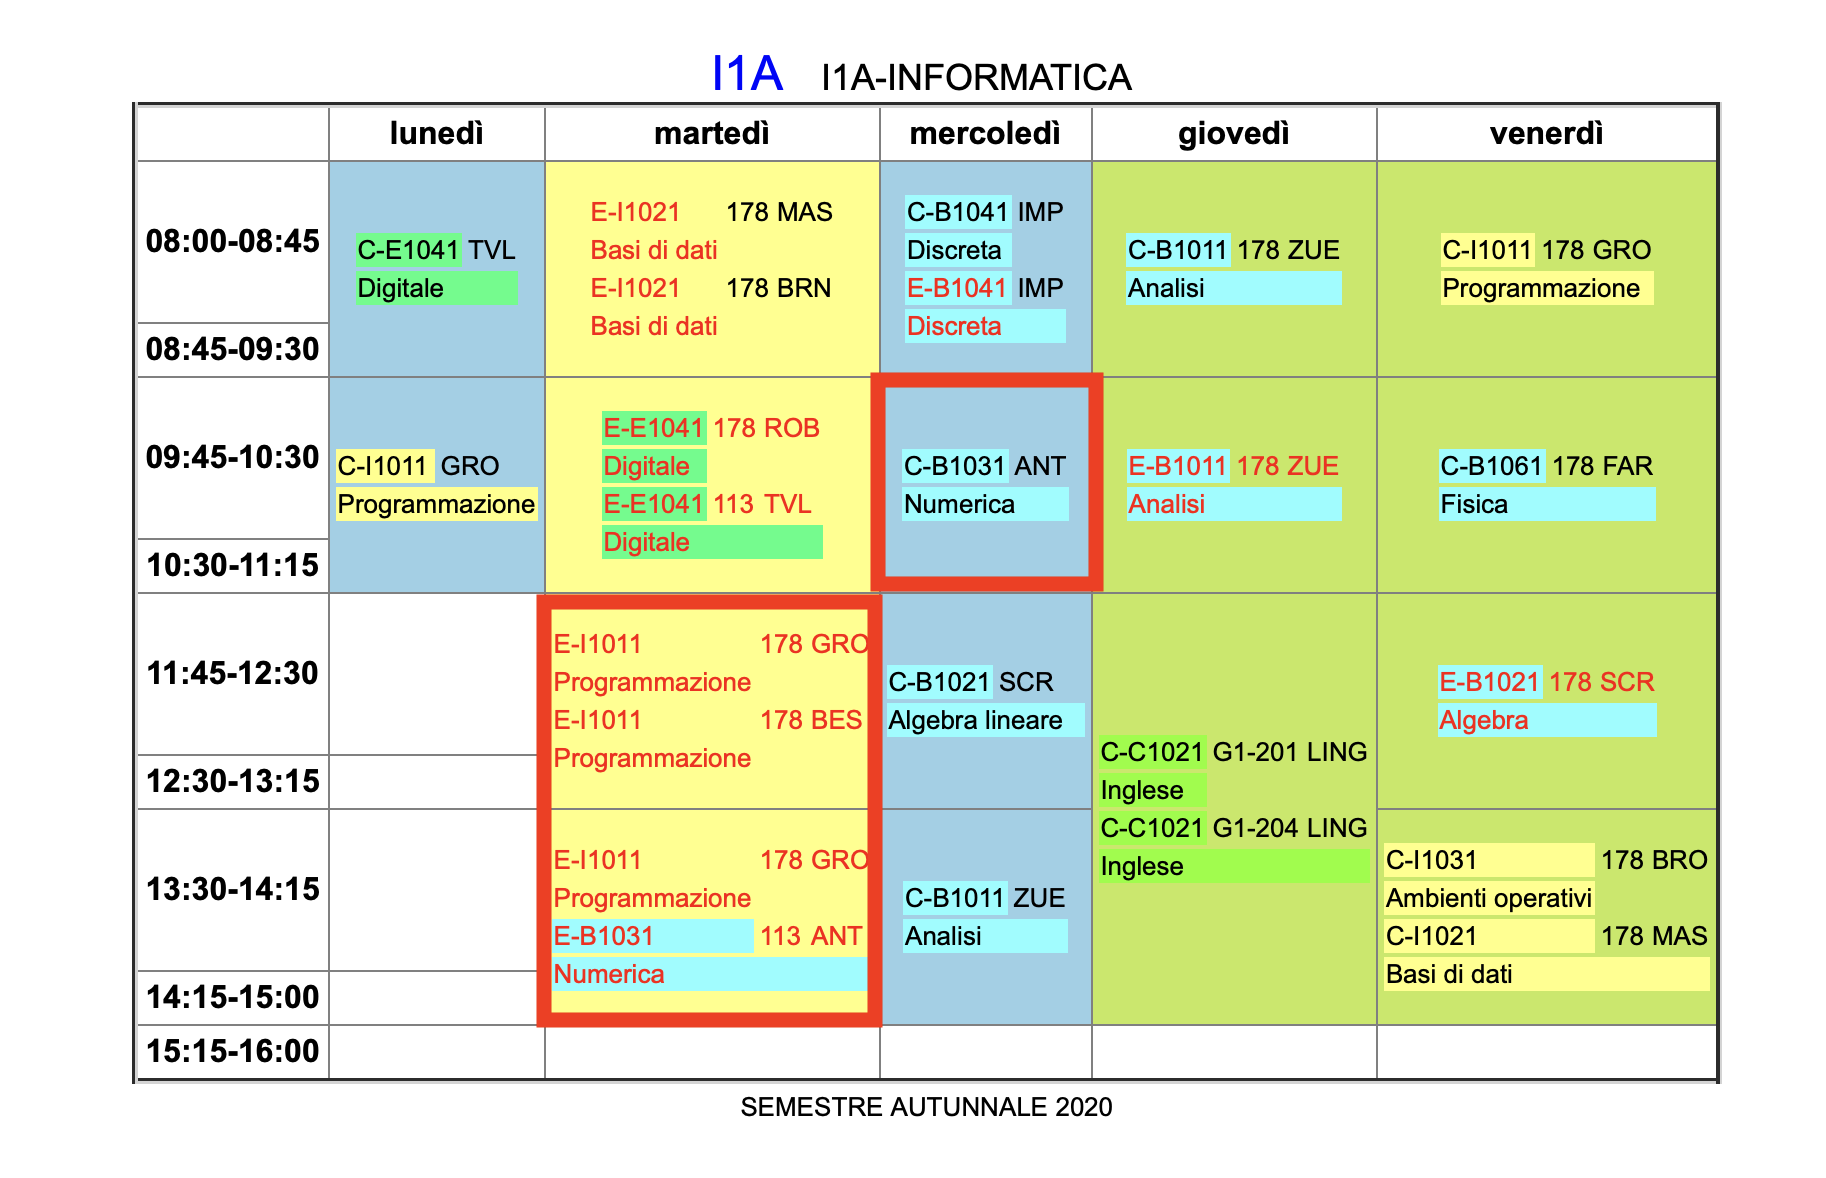 I1A I1A-INFORMATICA
lunedì martedì mercoledì giovedì venerdì
08:00-08:45
C-E1041 TVL
Digitale
E-I1021 178 MAS
Basi di dati
E-I1021 178 BRN
Basi di dati
C-B1041 IMP
Discreta
E-B1041 IMP
Discreta
C-B1011 178 ZUE
Analisi
C-I1011 178 GRO
Programmazione
08:45-09:30
09:45-10:30
C-I1011 GRO
Programmazione
E-E1041 178 ROB
Digitale
E-E1041 113 TVL
Digitale
C-B1031 ANT
Numerica
E-B1011 178 ZUE
Analisi
C-B1061 178 FAR
Fisica
10:30-11:15
11:45-12:30
E-I1011 178 GRO
Programmazione
E-I1011 178 BES
Programmazione
C-B1021 SCR
Algebra lineare
C-C1021 G1-201 LING
Inglese
C-C1021 G1-204 LING
Inglese
E-B1021 178 SCR
Algebra
12:30-13:15
13:30-14:15
E-I1011 178 GRO
Programmazione
E-B1031 113 ANT
Numerica
C-B1011 ZUE
Analisi
C-I1031 178 BRO
Ambienti operativi
C-I1021 178 MAS
Basi di dati
14:15-15:00
15:15-16:00
SEMESTRE AUTUNNALE 2020